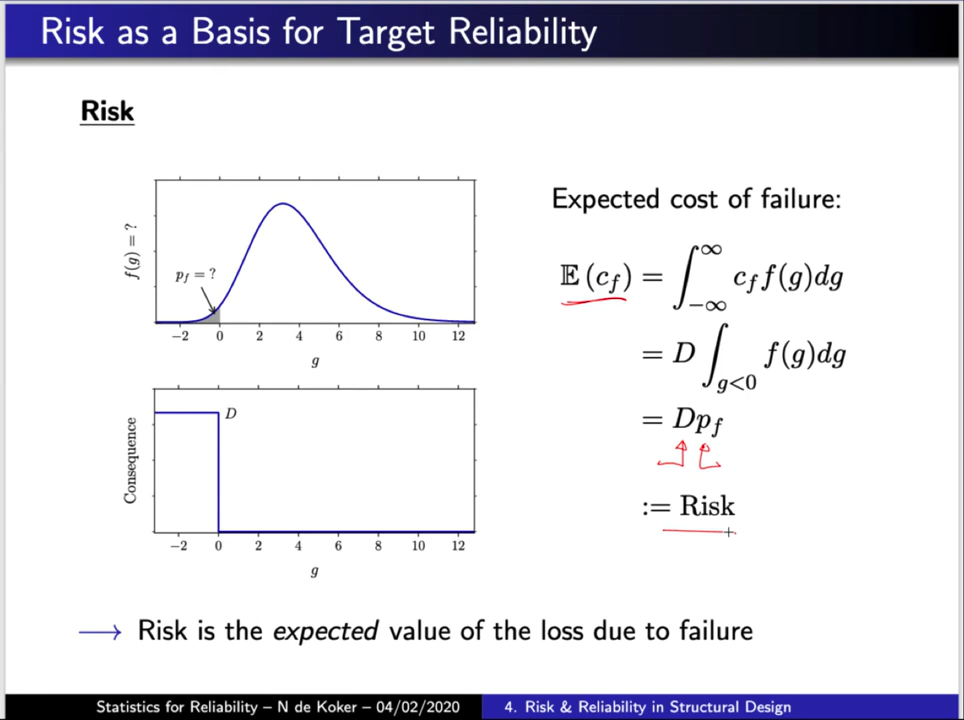 Risk as a Basis for Target Reliability
Risk
f(g) = ?
p_f = ?
−2 0 2 4 6 8 10 12
g
Consequence
D
−2 0 2 4 6 8 10 12
g
Expected cost of failure:
𝔼(c_f) = ∫_{−∞}^{∞} c_f f(g)dg
= D ∫_{g<0} f(g)dg
= Dp_f
:= Risk
⟶ Risk is the expected value of the loss due to failure
Statistics for Reliability – N de Koker – 04/02/2020
4. Risk & Reliability in Structural Design